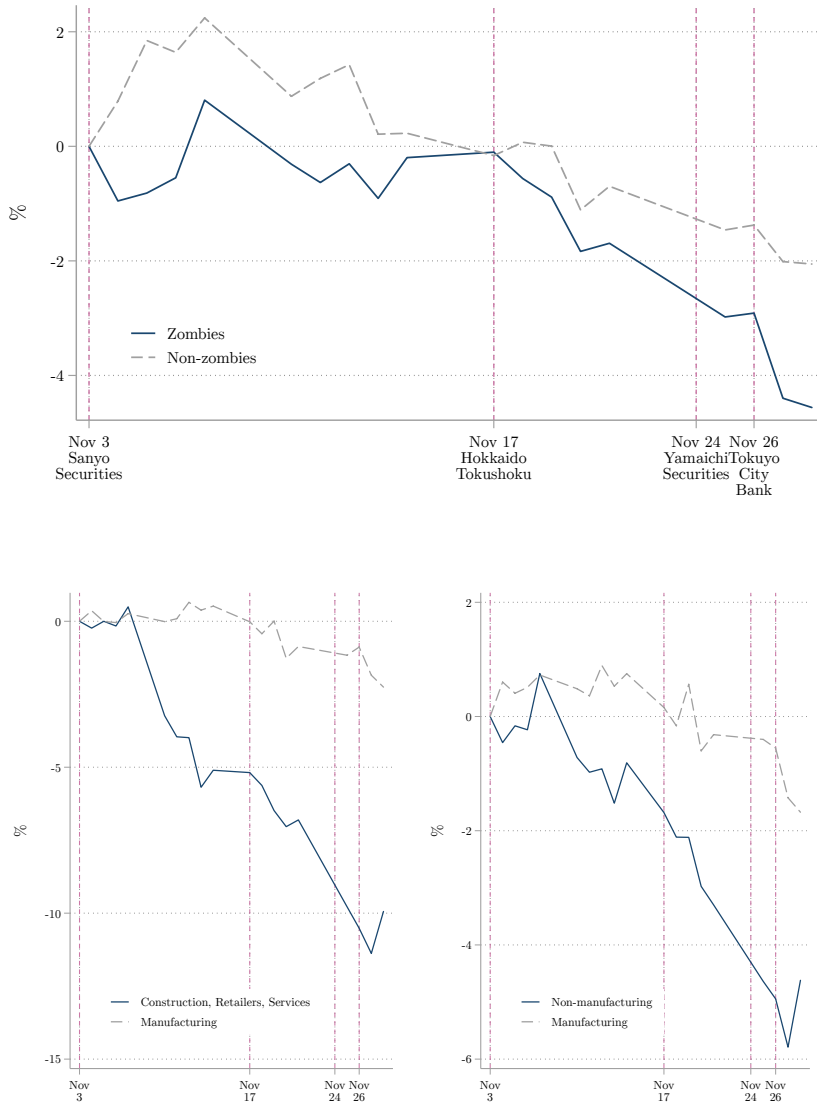 2
0
-2
-4
%
Zombies
Non-zombies
Nov 3
Sanyo
Securities
Nov 17
Hokkaido
Tokushoku
Nov 24
Yamaichi
Securities
Nov 26
Tokuyo
City
Bank
0
-5
-10
-15
%
Construction, Retailers, Services
Manufacturing
Nov
3
Nov
17
Nov
24
Nov
26
2
0
-2
-4
-6
%
Non-manufacturing
Manufacturing
Nov
3
Nov
17
Nov
24
Nov
26